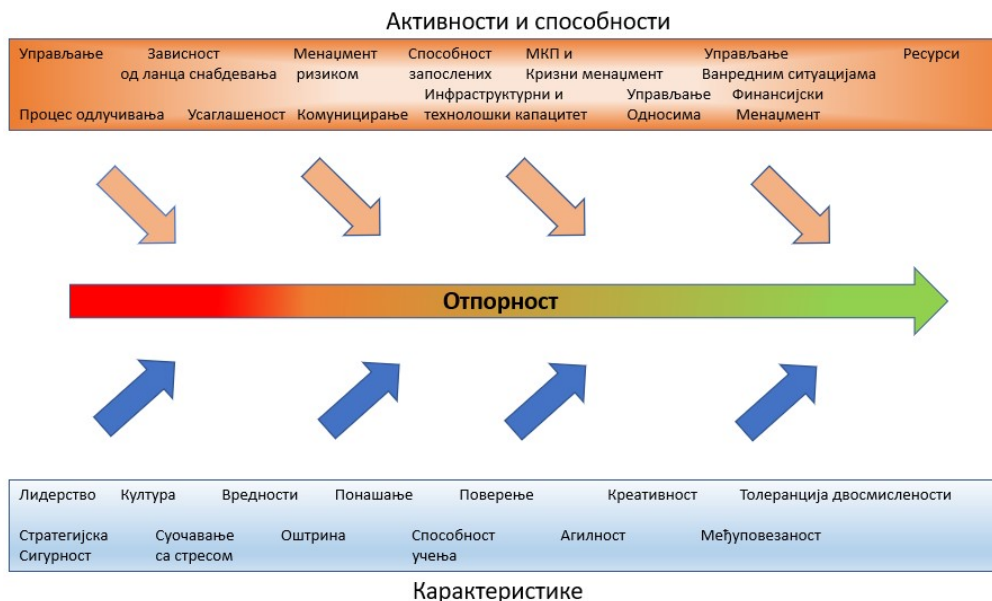 Активности и способности
Управљање Зависност Менаџмент Способност МКП и Управљање Ресурси
од ланца снабдевања ризиком запослених Кризни менаџмент Ванредним ситуацијама
Инфраструктурни и Управљање Финансијски
Процес одлучивања Усаглашеност Комуницирање технолошки капацитет Односима Менаџмент
Отпорност
Лидерство Култура Вредности Понашање Поверење Креативност Толеранција двосмислености
Стратегијска Суочавање Оштрина Способност Агилност Међуповезаност
Сигурност са стресом учења
Карактеристике